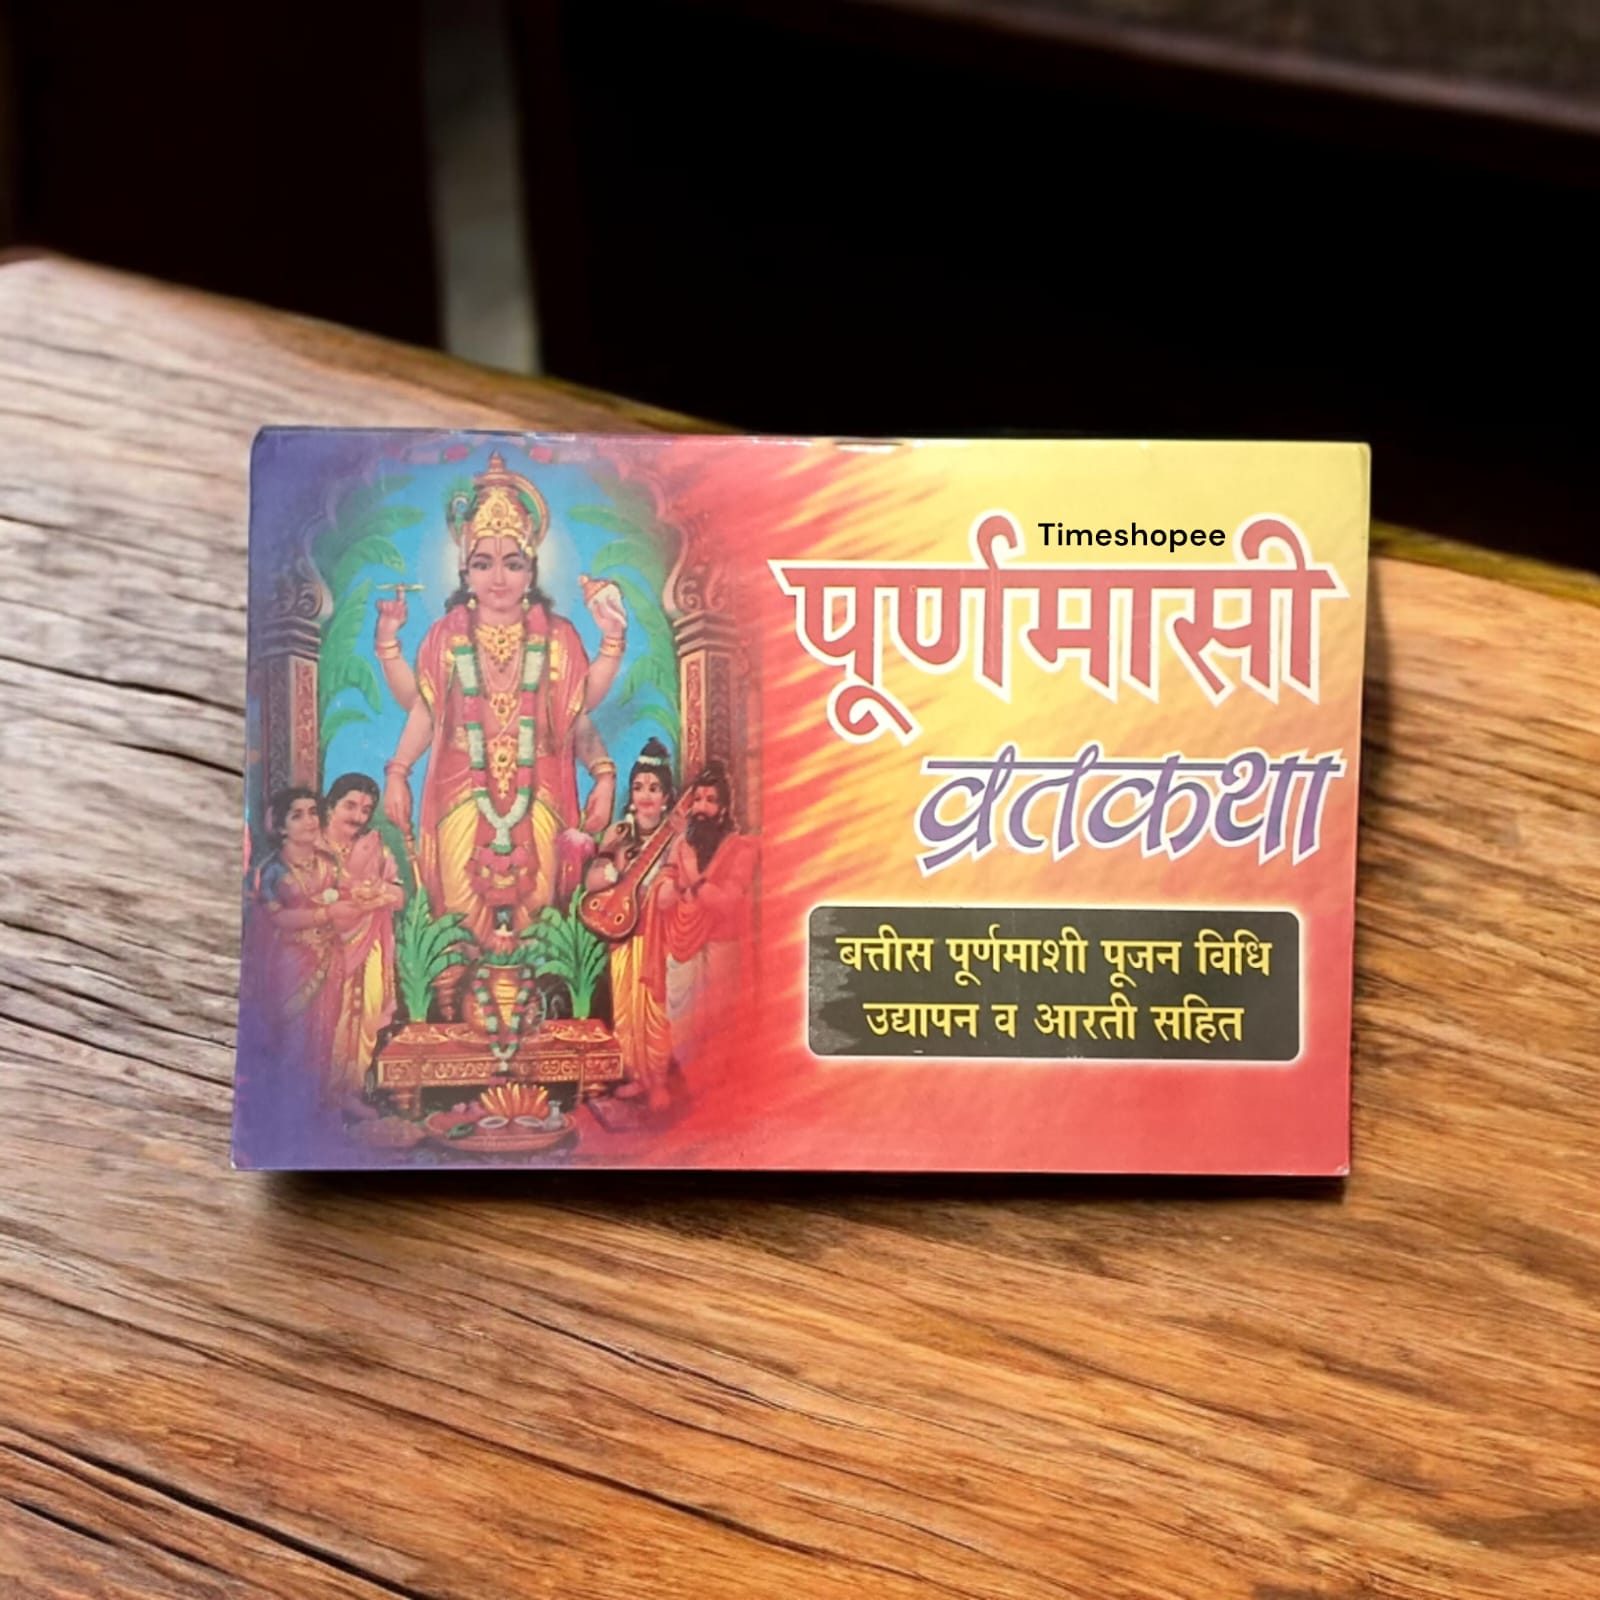 Timeshopee
पूर्णमासी
व्रतकथा
बत्तीस पूर्णमाशी पूजन विधि
उद्यापन व आरती सहित